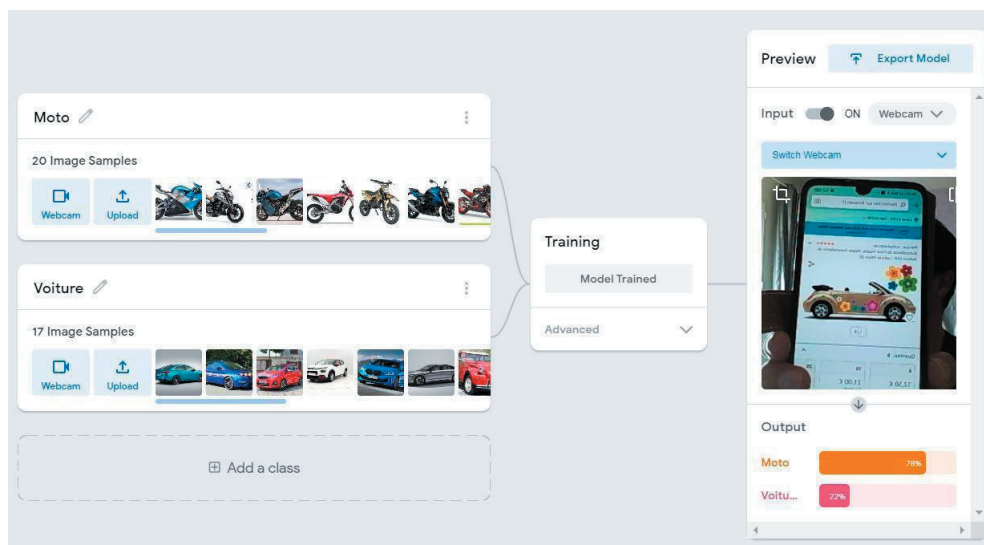 Moto
20 Image Samples
Webcam
Upload
Voiture
17 Image Samples
Webcam
Upload
Add a class
Training
Model Trained
Advanced
Preview
Export Model
Input
ON
Webcam
Switch Webcam
Output
Moto
78%
Voitu...
22%